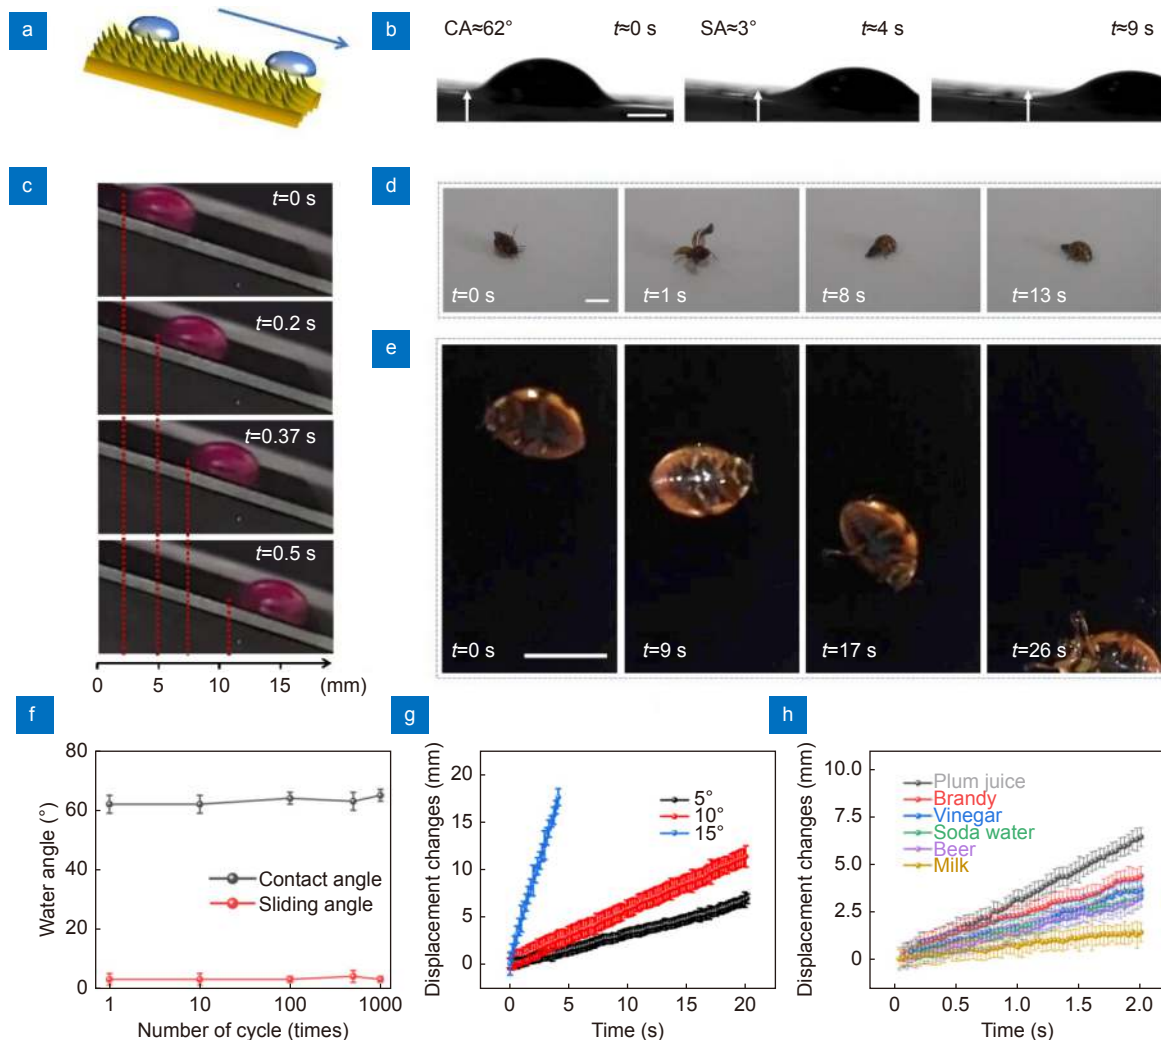 a
b
CA≈62°
t≈0 s
SA≈3°
t≈4 s
t≈9 s
c
t=0 s
t=0.2 s
t=0.37 s
t=0.5 s
0 5 10 15 (mm)
d
t=0 s
t=1 s
t=8 s
t=13 s
e
t=0 s
t=9 s
t=17 s
t=26 s
f
80
60
40
20
0
Water angle (°)
Contact angle
Sliding angle
1 10 100 1000
Number of cycle (times)
g
20
15
10
5
0
Displacement changes (mm)
5°
10°
15°
0 5 10 15 20
Time (s)
h
10.0
7.5
5.0
2.5
0
Displacement changes (mm)
Plum juice
Brandy
Vinegar
Soda water
Beer
Milk
0.5 1.0 1.5 2.0
Time (s)